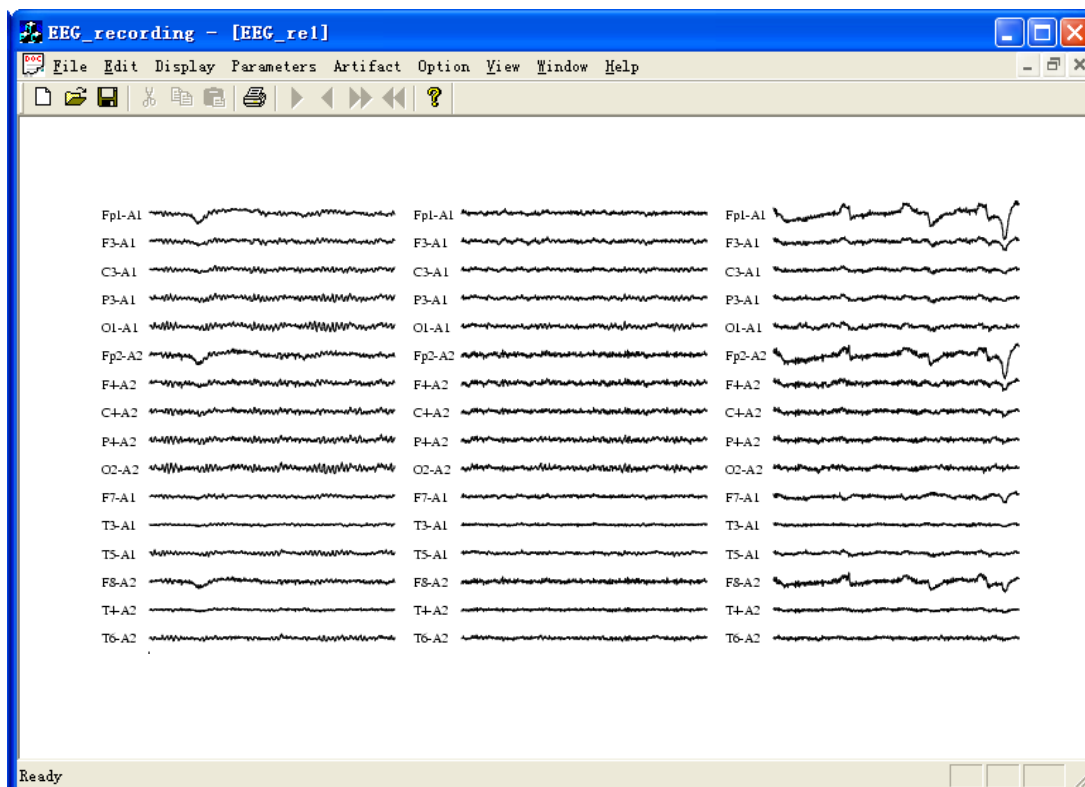 EEG_recording - [EEG_re1]
DOC File Edit Display Parameters Artifact Option View Window Help
Fp1-A1 Fp1-A1 Fp1-A1
F3-A1 F3-A1 F3-A1
C3-A1 C3-A1 C3-A1
P3-A1 P3-A1 P3-A1
O1-A1 O1-A1 O1-A1
Fp2-A2 Fp2-A2 Fp2-A2
F4-A2 F4-A2 F4-A2
C4-A2 C4-A2 C4-A2
P4-A2 P4-A2 P4-A2
O2-A2 O2-A2 O2-A2
F7-A1 F7-A1 F7-A1
T3-A1 T3-A1 T3-A1
T5-A1 T5-A1 T5-A1
F8-A2 F8-A2 F8-A2
T4-A2 T4-A2 T4-A2
T6-A2 T6-A2 T6-A2
Ready